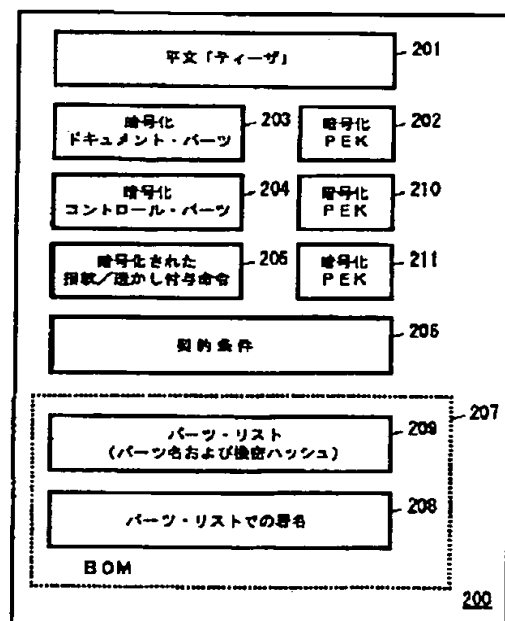 平文「ティーザ」
201
暗号化
ドキュメント・パーツ
203
暗号化
PEK
202
暗号化
コントロール・パーツ
204
暗号化
PEK
210
暗号化された
指紋/透かし付与命令
205
暗号化
PEK
211
契約条件
206
207
パーツ・リスト
(パーツ名および機密ハッシュ)
209
パーツ・リストでの署名
208
BOM
200